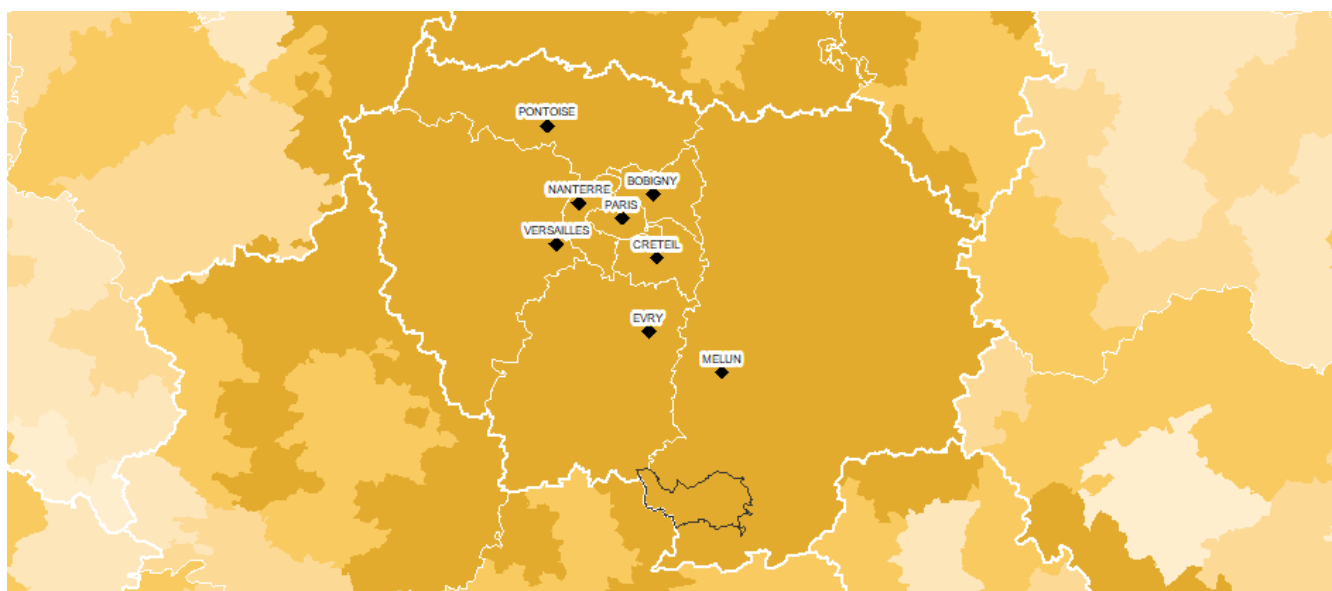 PONTOISE
BOBIGNY
NANTERRE
PARIS
VERSAILLES
CRETEIL
EVRY
MELUN